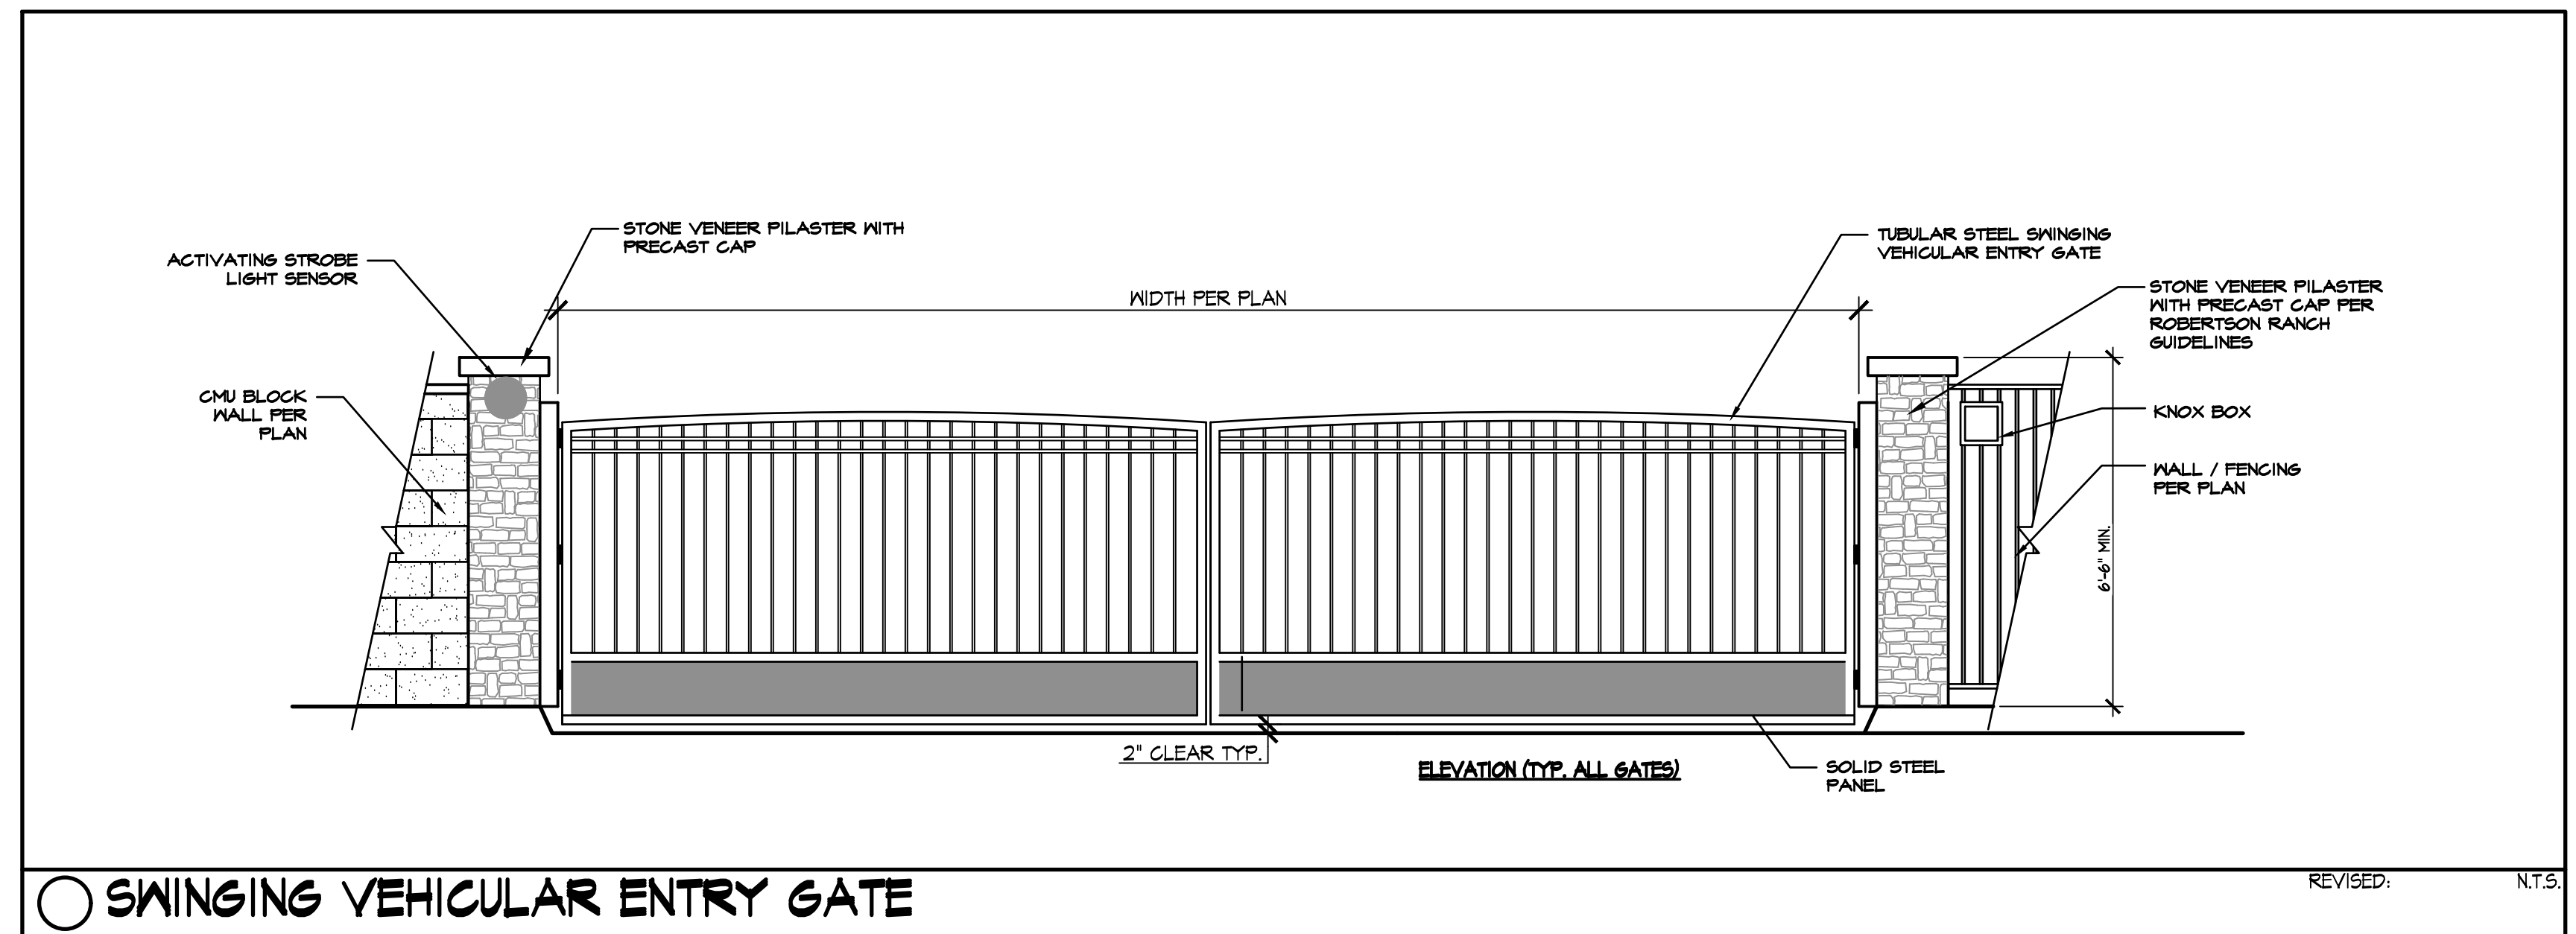 STONE VENEER PILASTER WITH
PRECAST CAP
ACTIVATING STROBE
LIGHT SENSOR
TUBULAR STEEL SWINGING
VEHICULAR ENTRY GATE
WIDTH PER PLAN
STONE VENEER PILASTER
WITH PRECAST CAP PER
ROBERTSON RANCH
GUIDELINES
CMU BLOCK
WALL PER
PLAN
KNOX BOX
WALL / FENCING
PER PLAN
6'-6" MIN.
2" CLEAR TYP.
ELEVATION (TYP. ALL GATES)
SOLID STEEL
PANEL
SWINGING VEHICULAR ENTRY GATE
REVISED:
N.T.S.